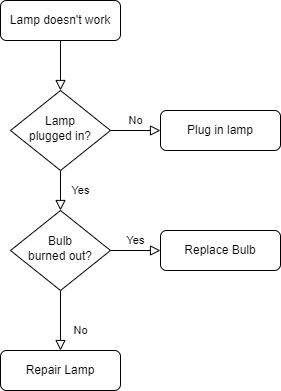 Lamp doesn't work
Lamp
plugged in?
No
Plug in lamp
Yes
Bulb
burned out?
Yes
Replace Bulb
No
Repair Lamp